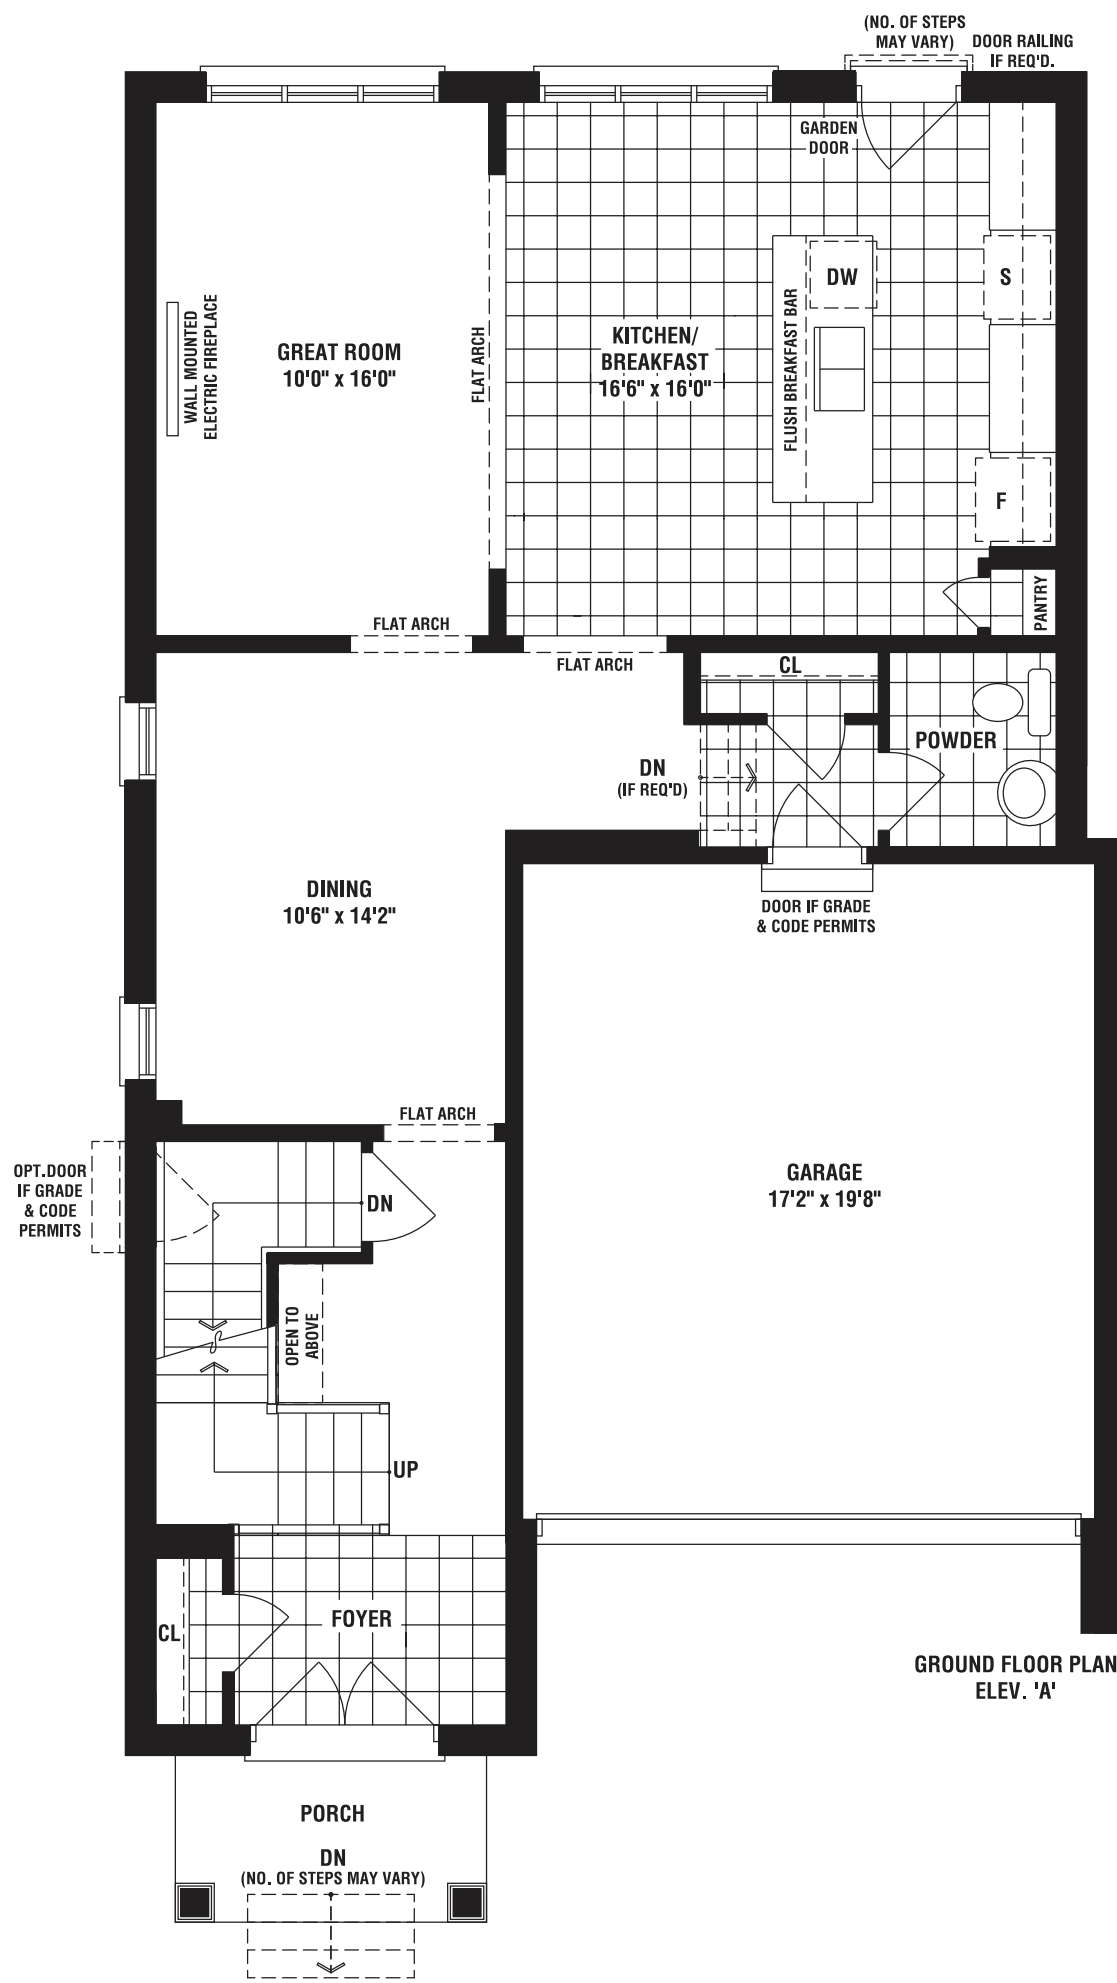 (NO. OF STEPS
MAY VARY)
DOOR RAILING
IF REQ'D.
GARDEN
DOOR
WALL MOUNTED
ELECTRIC FIREPLACE
GREAT ROOM
10'0" x 16'0"
FLAT ARCH
KITCHEN/
BREAKFAST
16'6" x 16'0"
FLUSH BREAKFAST BAR
DW
S
F
PANTRY
FLAT ARCH
FLAT ARCH
CL
POWDER
DN
(IF REQ'D)
DINING
10'6" x 14'2"
DOOR IF GRADE
& CODE PERMITS
FLAT ARCH
OPT.DOOR
IF GRADE
& CODE
PERMITS
DN
GARAGE
17'2" x 19'8"
OPEN TO
ABOVE
UP
FOYER
CL
GROUND FLOOR PLAN
ELEV. 'A'
PORCH
DN
(NO. OF STEPS MAY VARY)